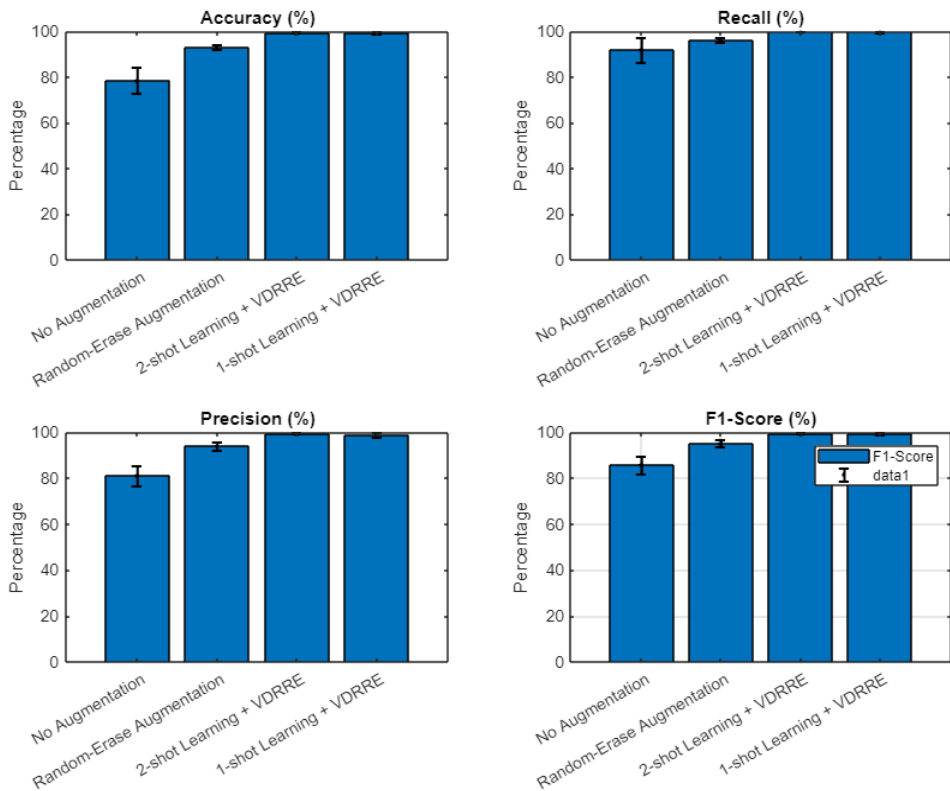 Accuracy (%)
Percentage
100
80
60
40
20
0
No Augmentation
Random-Erase Augmentation
2-shot Learning + VDRRE
1-shot Learning + VDRRE
Recall (%)
Percentage
100
80
60
40
20
0
No Augmentation
Random-Erase Augmentation
2-shot Learning + VDRRE
1-shot Learning + VDRRE
Precision (%)
Percentage
100
80
60
40
20
0
No Augmentation
Random-Erase Augmentation
2-shot Learning + VDRRE
1-shot Learning + VDRRE
F1-Score (%)
Percentage
100
80
60
40
20
0
F1-Score
data1
No Augmentation
Random-Erase Augmentation
2-shot Learning + VDRRE
1-shot Learning + VDRRE